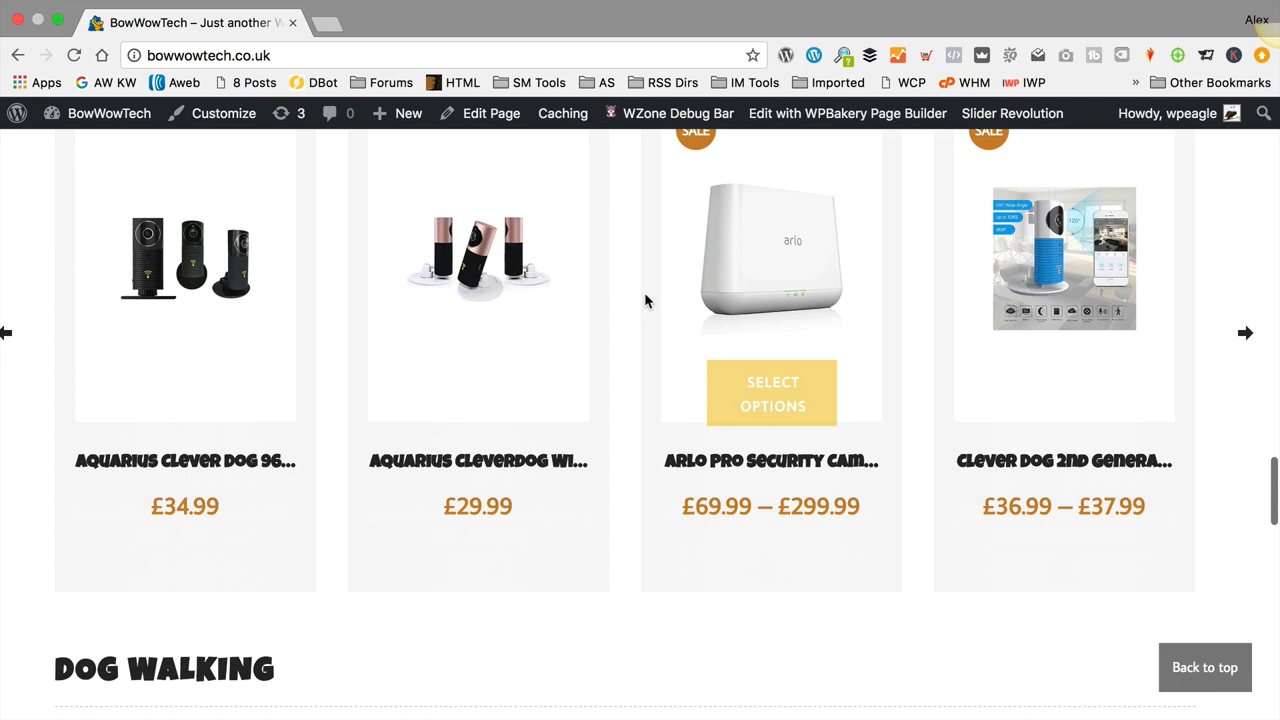 BowWowTech – Just another W
Alex
bowwowtech.co.uk
Apps AW KW Aweb 8 Posts DBot Forums HTML SM Tools AS RSS Dirs IM Tools Imported WCP WHM IWP » Other Bookmarks
BowWowTech Customize 3 0 New Edit Page Caching WZone Debug Bar Edit with WPBakery Page Builder Slider Revolution Howdy, wpeagle
SALE
SALE
arlo
120°
SELECT
OPTIONS
Aquarius Clever Dog 96...
Aquarius CleverDog Wi...
Arlo Pro Security Cam...
Clever Dog 2nd Genera...
£34.99
£29.99
£69.99 – £299.99
£36.99 – £37.99
DOG WALKING
Back to top